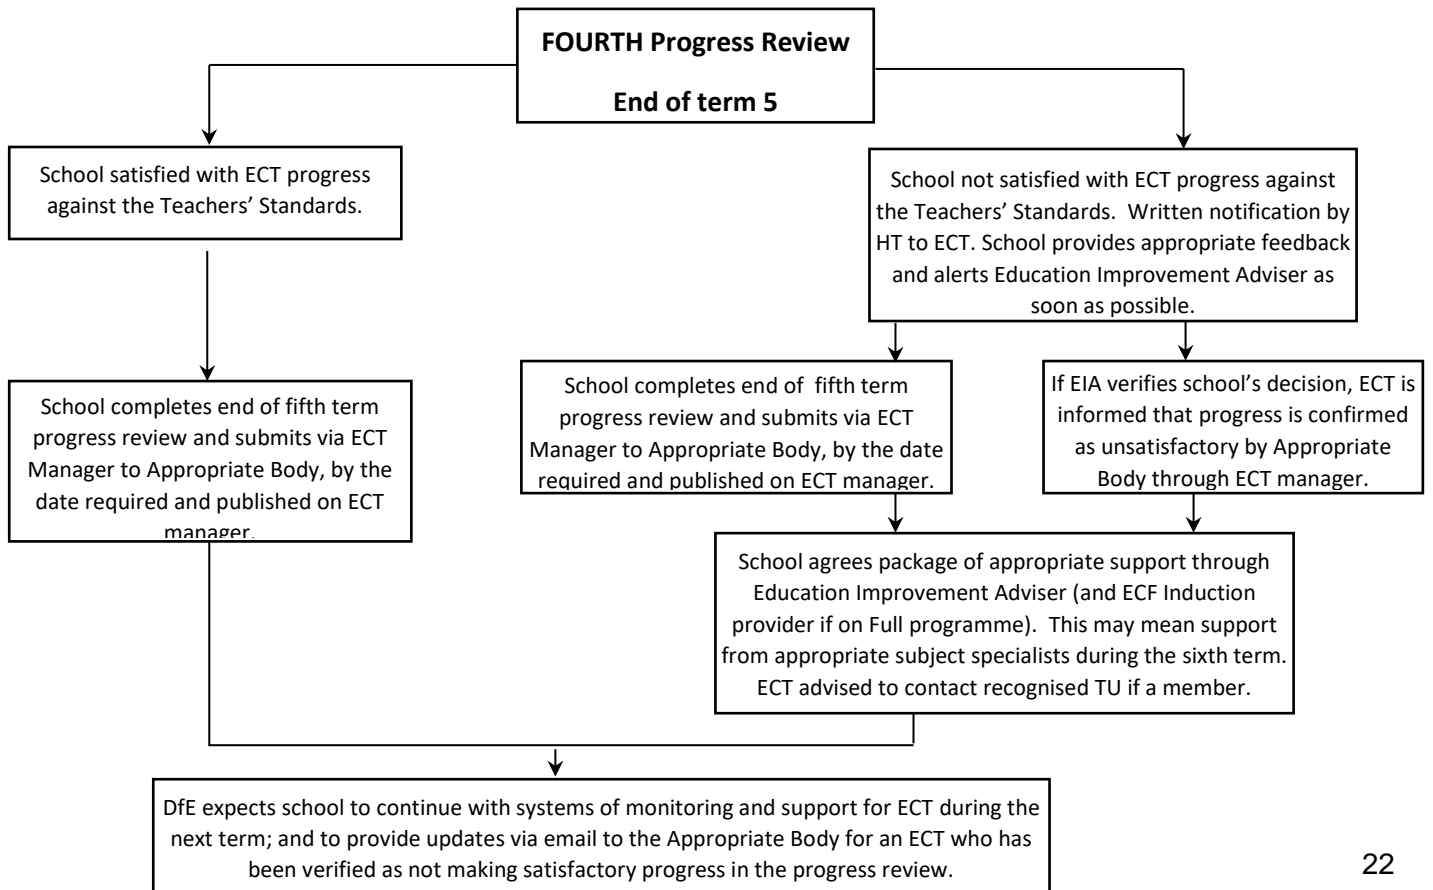 FOURTH Progress Review
End of term 5
School satisfied with ECT progress
against the Teachers’ Standards.
School not satisfied with ECT progress against
the Teachers’ Standards.  Written notification by
HT to ECT. School provides appropriate feedback
and alerts Education Improvement Adviser as
soon as possible.
School completes end of fifth term
progress review and submits via ECT
Manager to Appropriate Body, by the
date required and published on ECT
manager.
School completes end of  fifth term
progress review and submits via ECT
Manager to Appropriate Body, by the date
required and published on ECT manager.
If EIA verifies school’s decision, ECT is
informed that progress is confirmed
as unsatisfactory by Appropriate
Body through ECT manager.
School agrees package of appropriate support through
Education Improvement Adviser (and ECF Induction
provider if on Full programme).  This may mean support
from appropriate subject specialists during the sixth term.
ECT advised to contact recognised TU if a member.
DfE expects school to continue with systems of monitoring and support for ECT during the
next term; and to provide updates via email to the Appropriate Body for an ECT who has
been verified as not making satisfactory progress in the progress review.
22